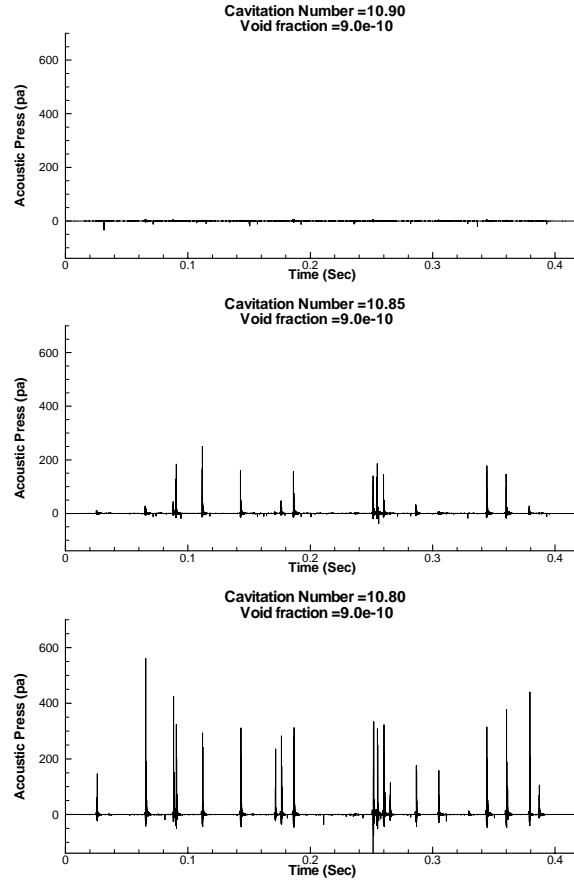 Cavitation Number =10.90
Void fraction =9.0e-10
Acoustic Press (pa)
600
400
200
0
0 0.1 0.2 0.3 0.4
Time (Sec)
Cavitation Number =10.85
Void fraction =9.0e-10
Acoustic Press (pa)
600
400
200
0
0 0.1 0.2 0.3 0.4
Time (Sec)
Cavitation Number =10.80
Void fraction =9.0e-10
Acoustic Press (pa)
600
400
200
0
0 0.1 0.2 0.3 0.4
Time (Sec)